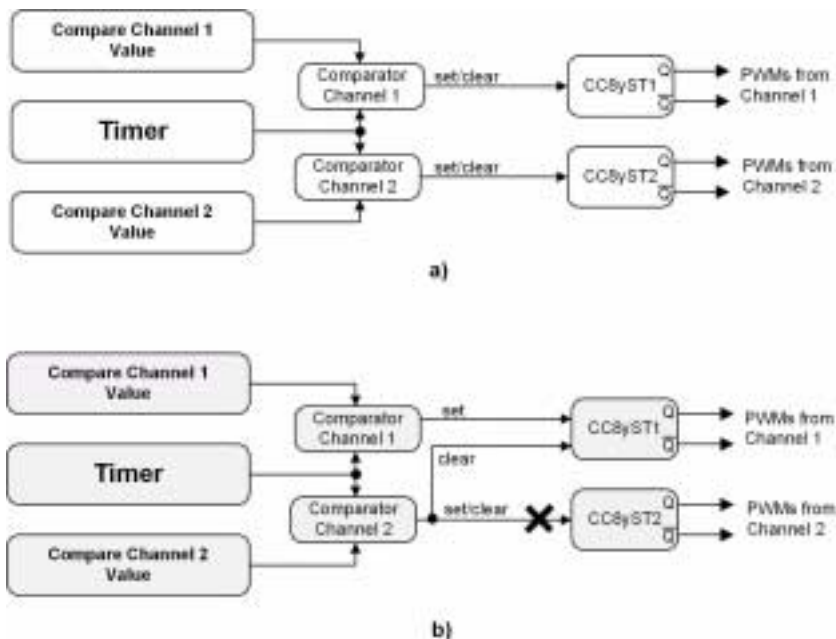 Compare Channel 1
Value
Comparator
Channel 1
set/clear
CC8yST1
Q
Q
PWMs from
Channel 1
Timer
Comparator
Channel 2
set/clear
CC8yST2
Q
Q
PWMs from
Channel 2
Compare Channel 2
Value
a)
Compare Channel 1
Value
Comparator
Channel 1
set
clear
CC8ySTt
Q
Q
PWMs from
Channel 1
Timer
Comparator
Channel 2
set/clear
CC8yST2
Q
Q
PWMs from
Channel 2
Compare Channel 2
Value
b)